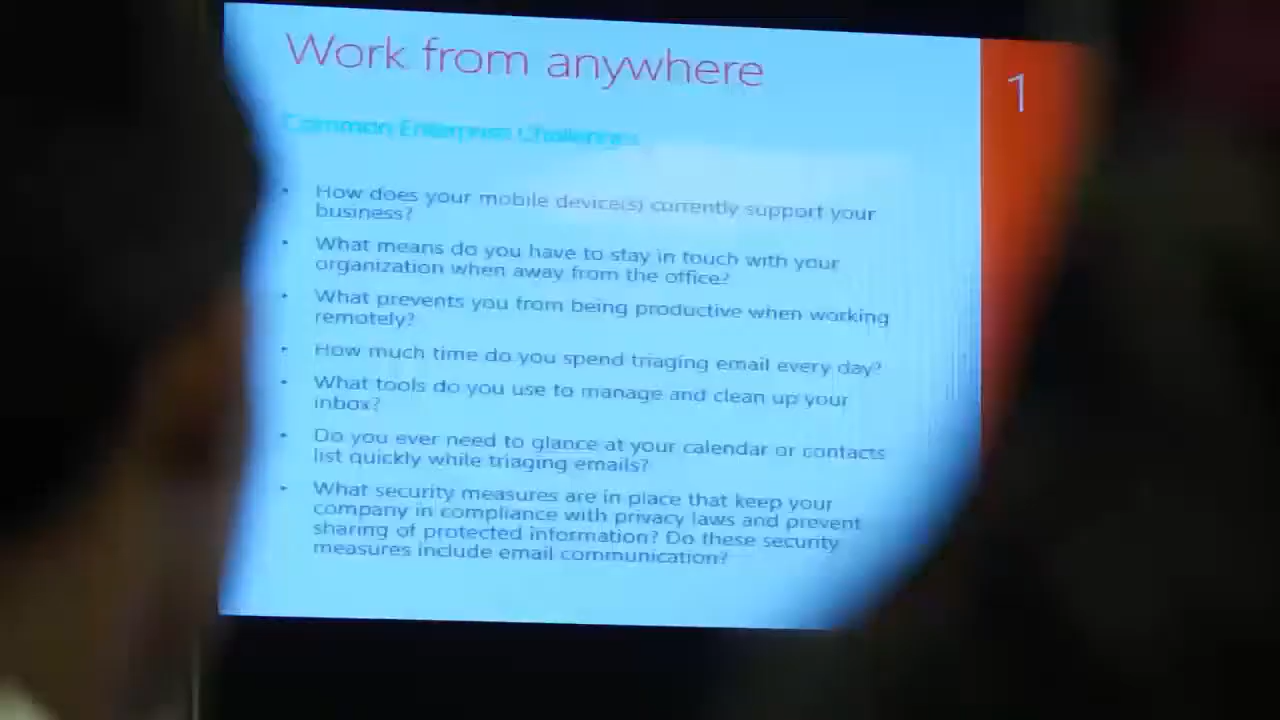 Work from anywhere
1
Common Enterprise Challenges
• How does your mobile device(s) currently support your
business?
• What means do you have to stay in touch with your
organization when away from the office?
• What prevents you from being productive when working
remotely?
• How much time do you spend triaging email every day?
• What tools do you use to manage and clean up your
inbox?
• Do you ever need to glance at your calendar or contacts
list quickly while triaging emails?
• What security measures are in place that keep your
company in compliance with privacy laws and prevent
sharing of protected information? Do these security
measures include email communication?